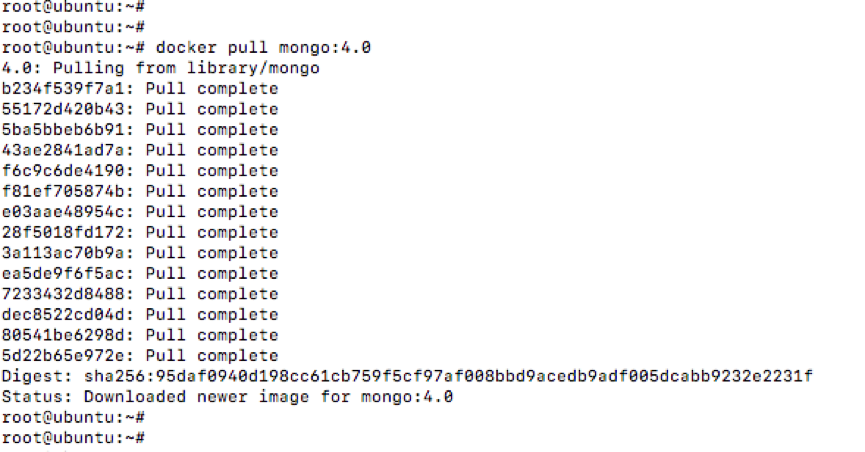 root@ubuntu:~#
root@ubuntu:~#
root@ubuntu:~# docker pull mongo:4.0
4.0: Pulling from library/mongo
b234f539f7a1: Pull complete
55172d420b43: Pull complete
5ba5bbeb6b91: Pull complete
43ae2841ad7a: Pull complete
f6c9c6de4190: Pull complete
f81ef705874b: Pull complete
e03aae48954c: Pull complete
28f5018fd172: Pull complete
3a113ac70b9a: Pull complete
ea5de9f6f5ac: Pull complete
7233432d8488: Pull complete
dec8522cd04d: Pull complete
80541be6298d: Pull complete
5d22b65e972e: Pull complete
Digest: sha256:95daf0940d198cc61cb759f5cf97af008bbd9acedb9adf005dcabb9232e2231f
Status: Downloaded newer image for mongo:4.0
root@ubuntu:~#
root@ubuntu:~#